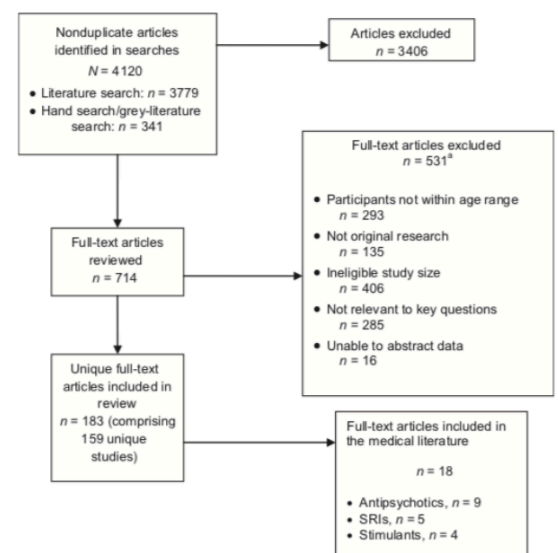 Nonduplicate articles
identified in searches
N = 4120
• Literature search: n = 3779
• Hand search/grey-literature
search: n = 341
Articles excluded
n = 3406
Full-text articles excluded
n = 531a
• Participants not within age range
n = 293
• Not original research
n = 135
• Ineligible study size
n = 406
• Not relevant to key questions
n = 285
• Unable to abstract data
n = 16
Full-text articles
reviewed
n = 714
Unique full-text
articles included in
review
n = 183 (comprising
159 unique
studies)
Full-text articles included in
the medical literature
n = 18
• Antipsychotics, n = 9
• SRIs, n = 5
• Stimulants, n = 4